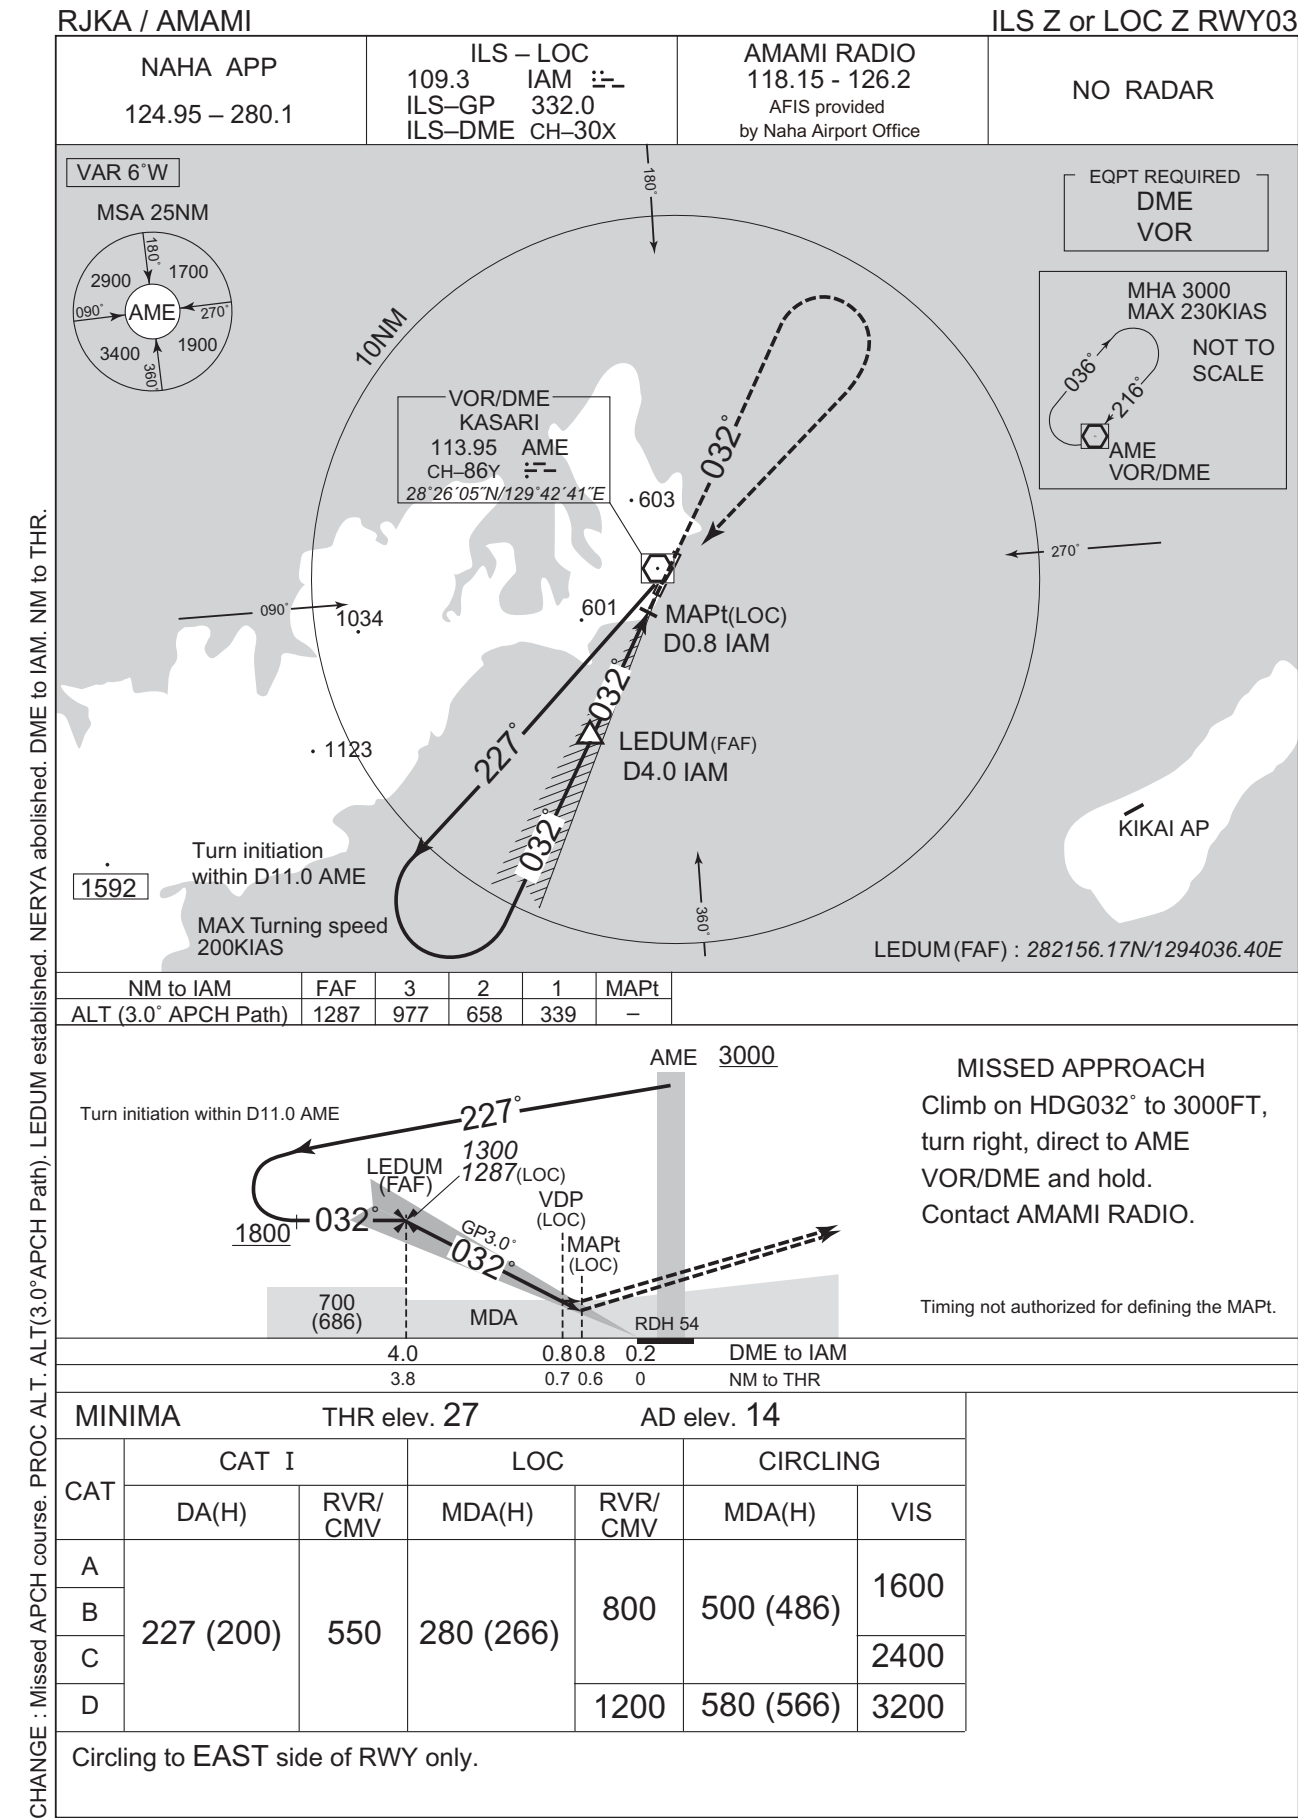 RJKA / AMAMI
ILS Z or LOC Z RWY03
NAHA APP
124.95 – 280.1
ILS – LOC
109.3 IAM
ILS–GP 332.0
ILS–DME CH–30X
AMAMI RADIO
118.15 - 126.2
AFIS provided
by Naha Airport Office
NO RADAR
VAR 6°W
MSA 25NM
180°
2900
1700
090°
AME
270°
3400
1900
360°
180°
10NM
EQPT REQUIRED
DME
VOR
MHA 3000
MAX 230KIAS
NOT TO
SCALE
036°
216°
AME
VOR/DME
VOR/DME
KASARI
113.95 AME
CH–86Y
28°26′05″N/129°42′41″E
603
032°
270°
090°
1034
601
MAPt(LOC)
D0.8 IAM
032°
227°
LEDUM(FAF)
D4.0 IAM
1123
032°
KIKAI AP
Turn initiation
within D11.0 AME
1592
MAX Turning speed
200KIAS
360°
LEDUM(FAF) : 282156.17N/1294036.40E
NM to IAM FAF 3 2 1 MAPt
ALT (3.0° APCH Path) 1287 977 658 339 –
AME 3000
Turn initiation within D11.0 AME
227°
1300
1287(LOC)
LEDUM
(FAF)
VDP
(LOC)
1800
032°
GP3.0°
032°
MAPt
(LOC)
700
(686)
MDA
RDH 54
4.0 0.8 0.8 0.2 DME to IAM
3.8 0.7 0.6 0 NM to THR
MISSED APPROACH
Climb on HDG032° to 3000FT,
turn right, direct to AME
VOR/DME and hold.
Contact AMAMI RADIO.
Timing not authorized for defining the MAPt.
MINIMA THR elev. 27 AD elev. 14
CAT
CAT I LOC CIRCLING
DA(H) RVR/CMV MDA(H) RVR/CMV MDA(H) VIS
A
B
C
D
227 (200)
550
280 (266)
800
1200
500 (486)
580 (566)
1600
2400
3200
Circling to EAST side of RWY only.
CHANGE : Missed APCH course. PROC ALT. ALT(3.0°APCH Path). LEDUM established. NERYA abolished. DME to IAM. NM to THR.